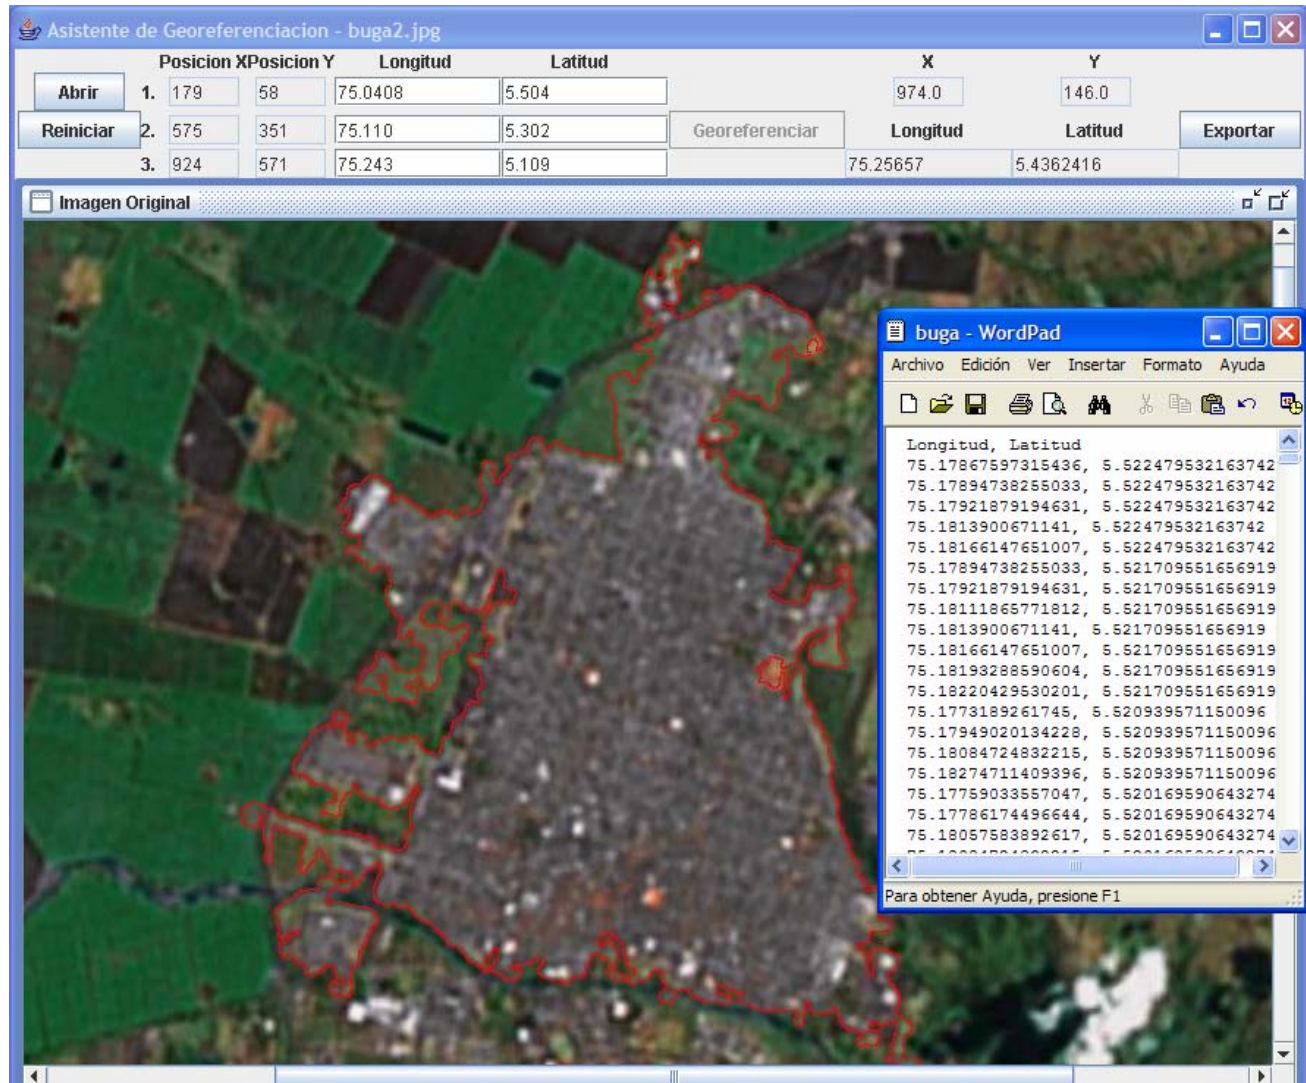 Asistente de Georeferenciacion - buga2.jpg
Posicion X Posicion Y Longitud Latitud X Y
Abrir 1. 179 58 75.0408 5.504 974.0 146.0
Reiniciar 2. 575 351 75.110 5.302 Georeferenciar Longitud Latitud Exportar
3. 924 571 75.243 5.109 75.25657 5.4362416
Imagen Original
buga - WordPad
Archivo Edición Ver Insertar Formato Ayuda
Longitud, Latitud
75.17867597315436, 5.522479532163742
75.17894738255033, 5.522479532163742
75.17921879194631, 5.522479532163742
75.1813900671141, 5.522479532163742
75.18166147651007, 5.522479532163742
75.17894738255033, 5.521709551656919
75.17921879194631, 5.521709551656919
75.18111865771812, 5.521709551656919
75.1813900671141, 5.521709551656919
75.18166147651007, 5.521709551656919
75.18193288590604, 5.521709551656919
75.18220429530201, 5.521709551656919
75.1773189261745, 5.520939571150096
75.17949020134228, 5.520939571150096
75.18084724832215, 5.520939571150096
75.18274711409396, 5.520939571150096
75.17759033557047, 5.520169590643274
75.17786174496644, 5.520169590643274
75.18057583892617, 5.520169590643274
Para obtener Ayuda, presione F1